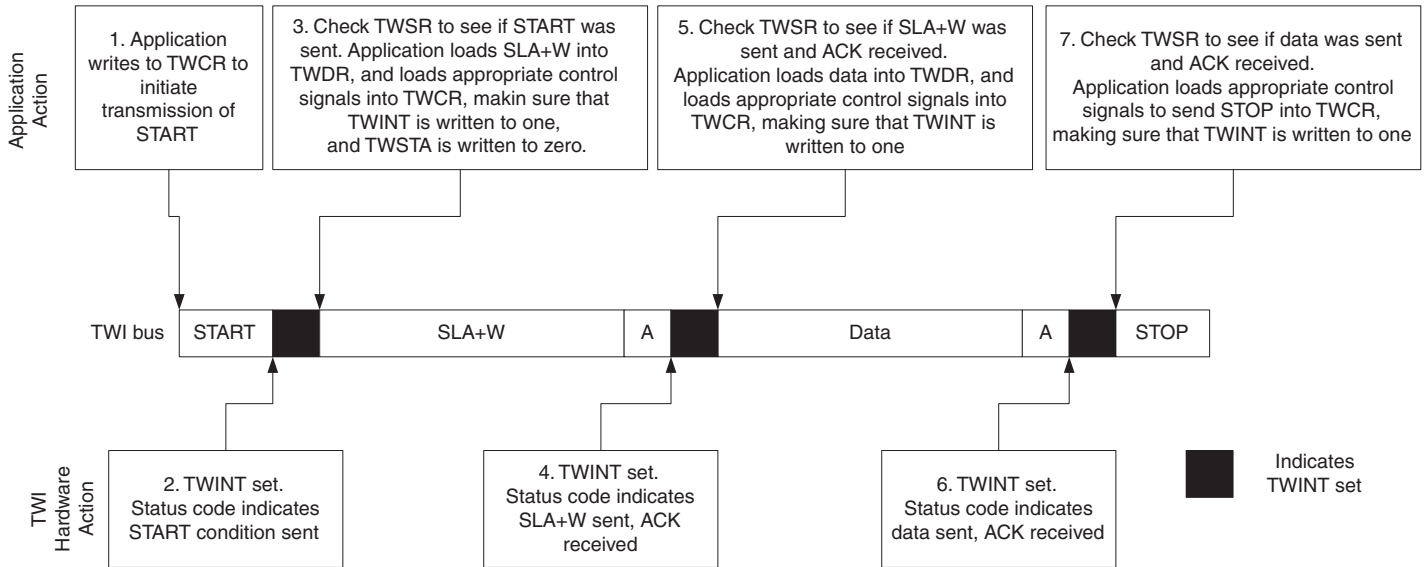 Application
Action
1. Application
writes to TWCR to
initiate
transmission of
START
3. Check TWSR to see if START was
sent. Application loads SLA+W into
TWDR, and loads appropriate control
signals into TWCR, makin sure that
TWINT is written to one,
and TWSTA is written to zero.
5. Check TWSR to see if SLA+W was
sent and ACK received.
Application loads data into TWDR, and
loads appropriate control signals into
TWCR, making sure that TWINT is
written to one
7. Check TWSR to see if data was sent
and ACK received.
Application loads appropriate control
signals to send STOP into TWCR,
making sure that TWINT is written to one
TWI bus
START
SLA+W
A
Data
A
STOP
TWI
Hardware
Action
2. TWINT set.
Status code indicates
START condition sent
4. TWINT set.
Status code indicates
SLA+W sent, ACK
received
6. TWINT set.
Status code indicates
data sent, ACK received
Indicates
TWINT set